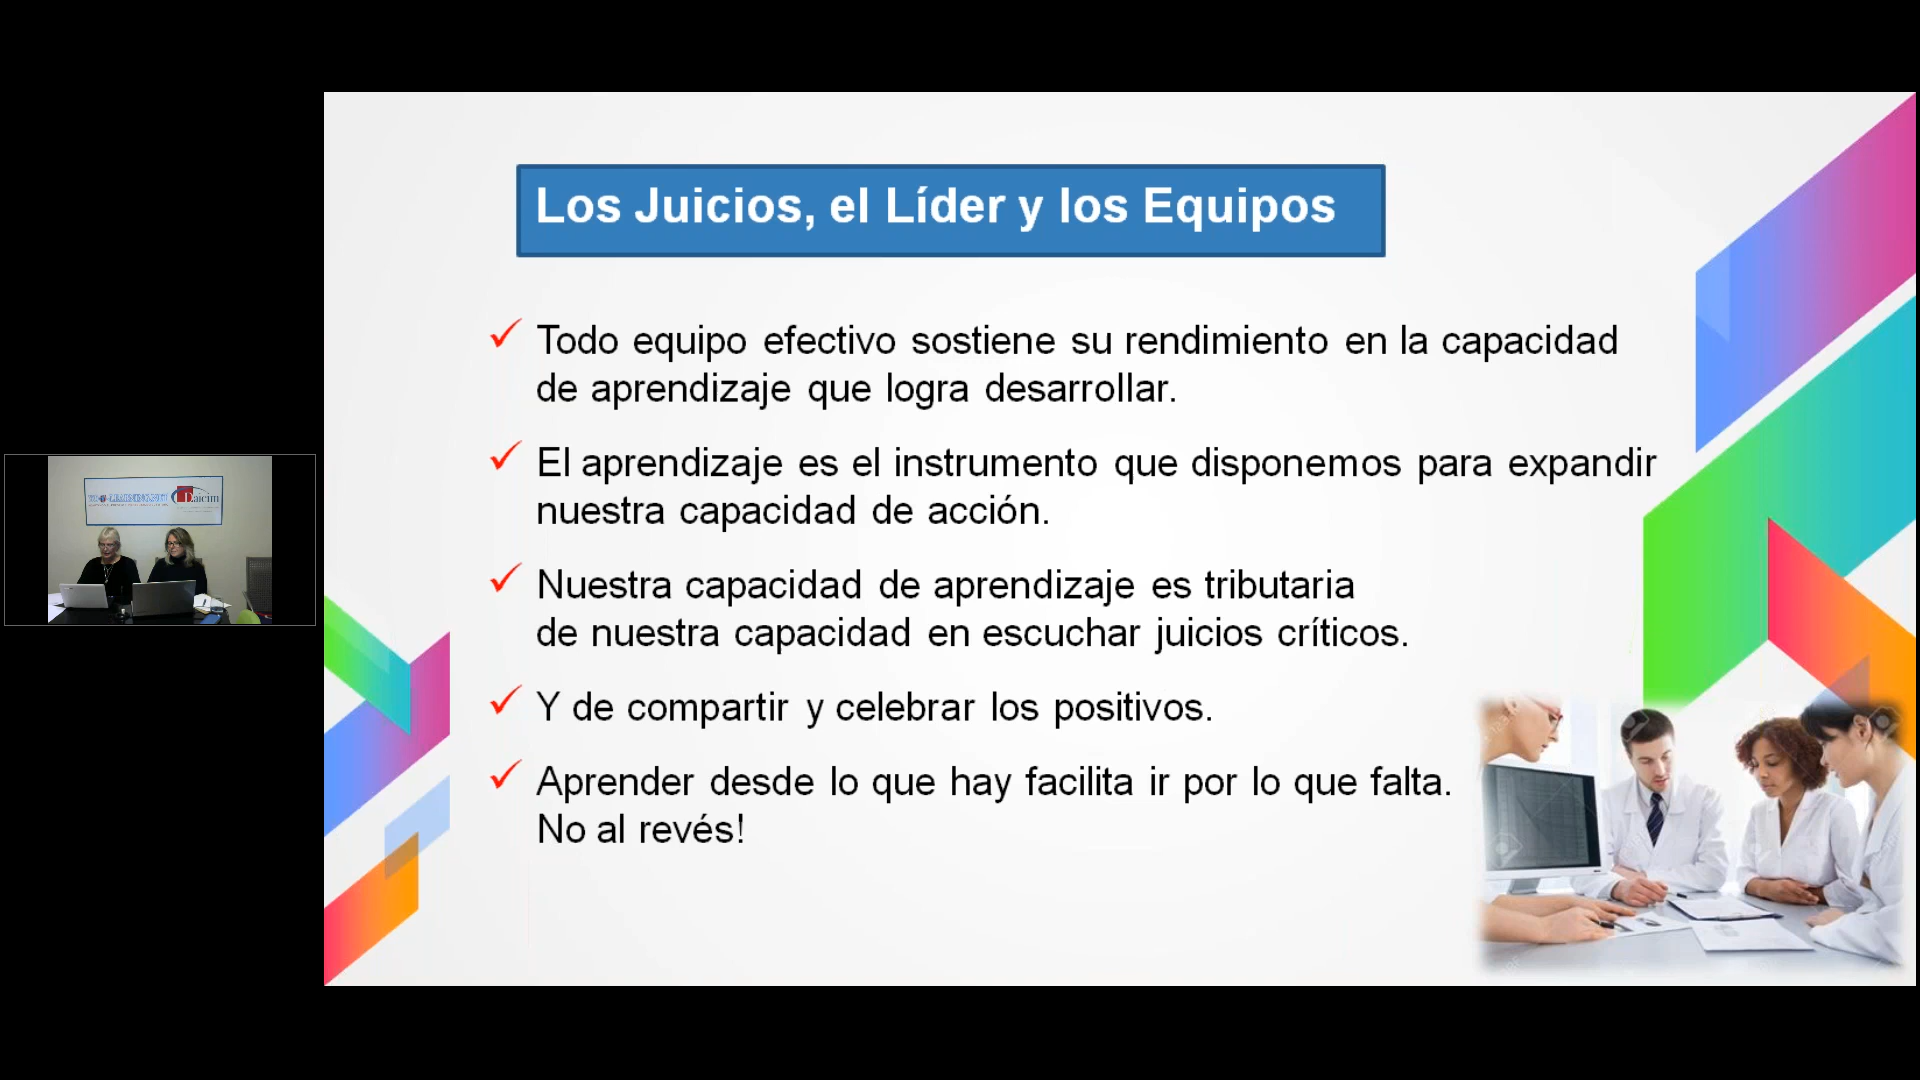 Los Juicios, el Líder y los Equipos
Todo equipo efectivo sostiene su rendimiento en la capacidad
de aprendizaje que logra desarrollar.
El aprendizaje es el instrumento que disponemos para expandir
nuestra capacidad de acción.
Nuestra capacidad de aprendizaje es tributaria
de nuestra capacidad en escuchar juicios críticos.
Y de compartir y celebrar los positivos.
Aprender desde lo que hay facilita ir por lo que falta.
No al revés!
Daicim